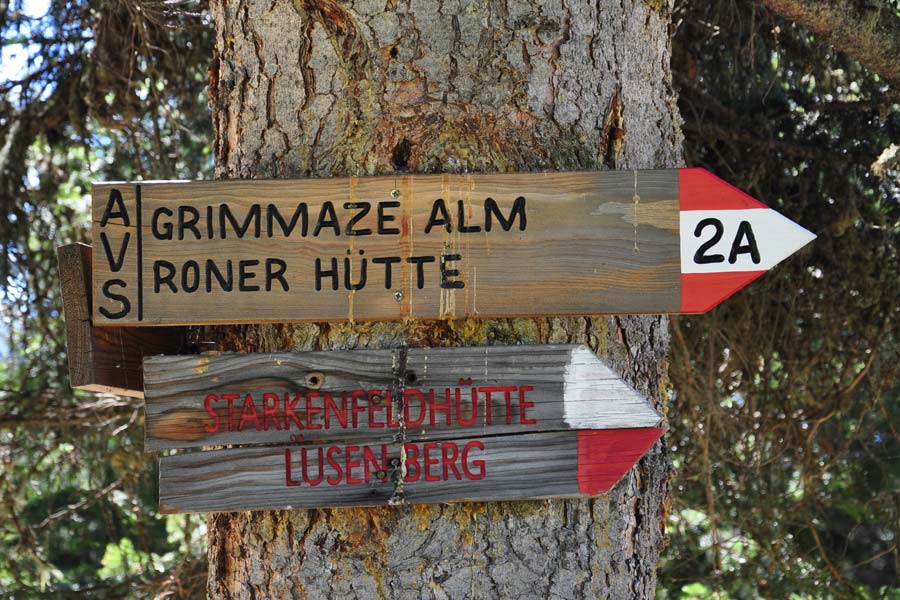 AVS
GRIMMAZE ALM
RONER HÜTTE
2A
STARKENFELDHÜTTE
LÜSEN BERG